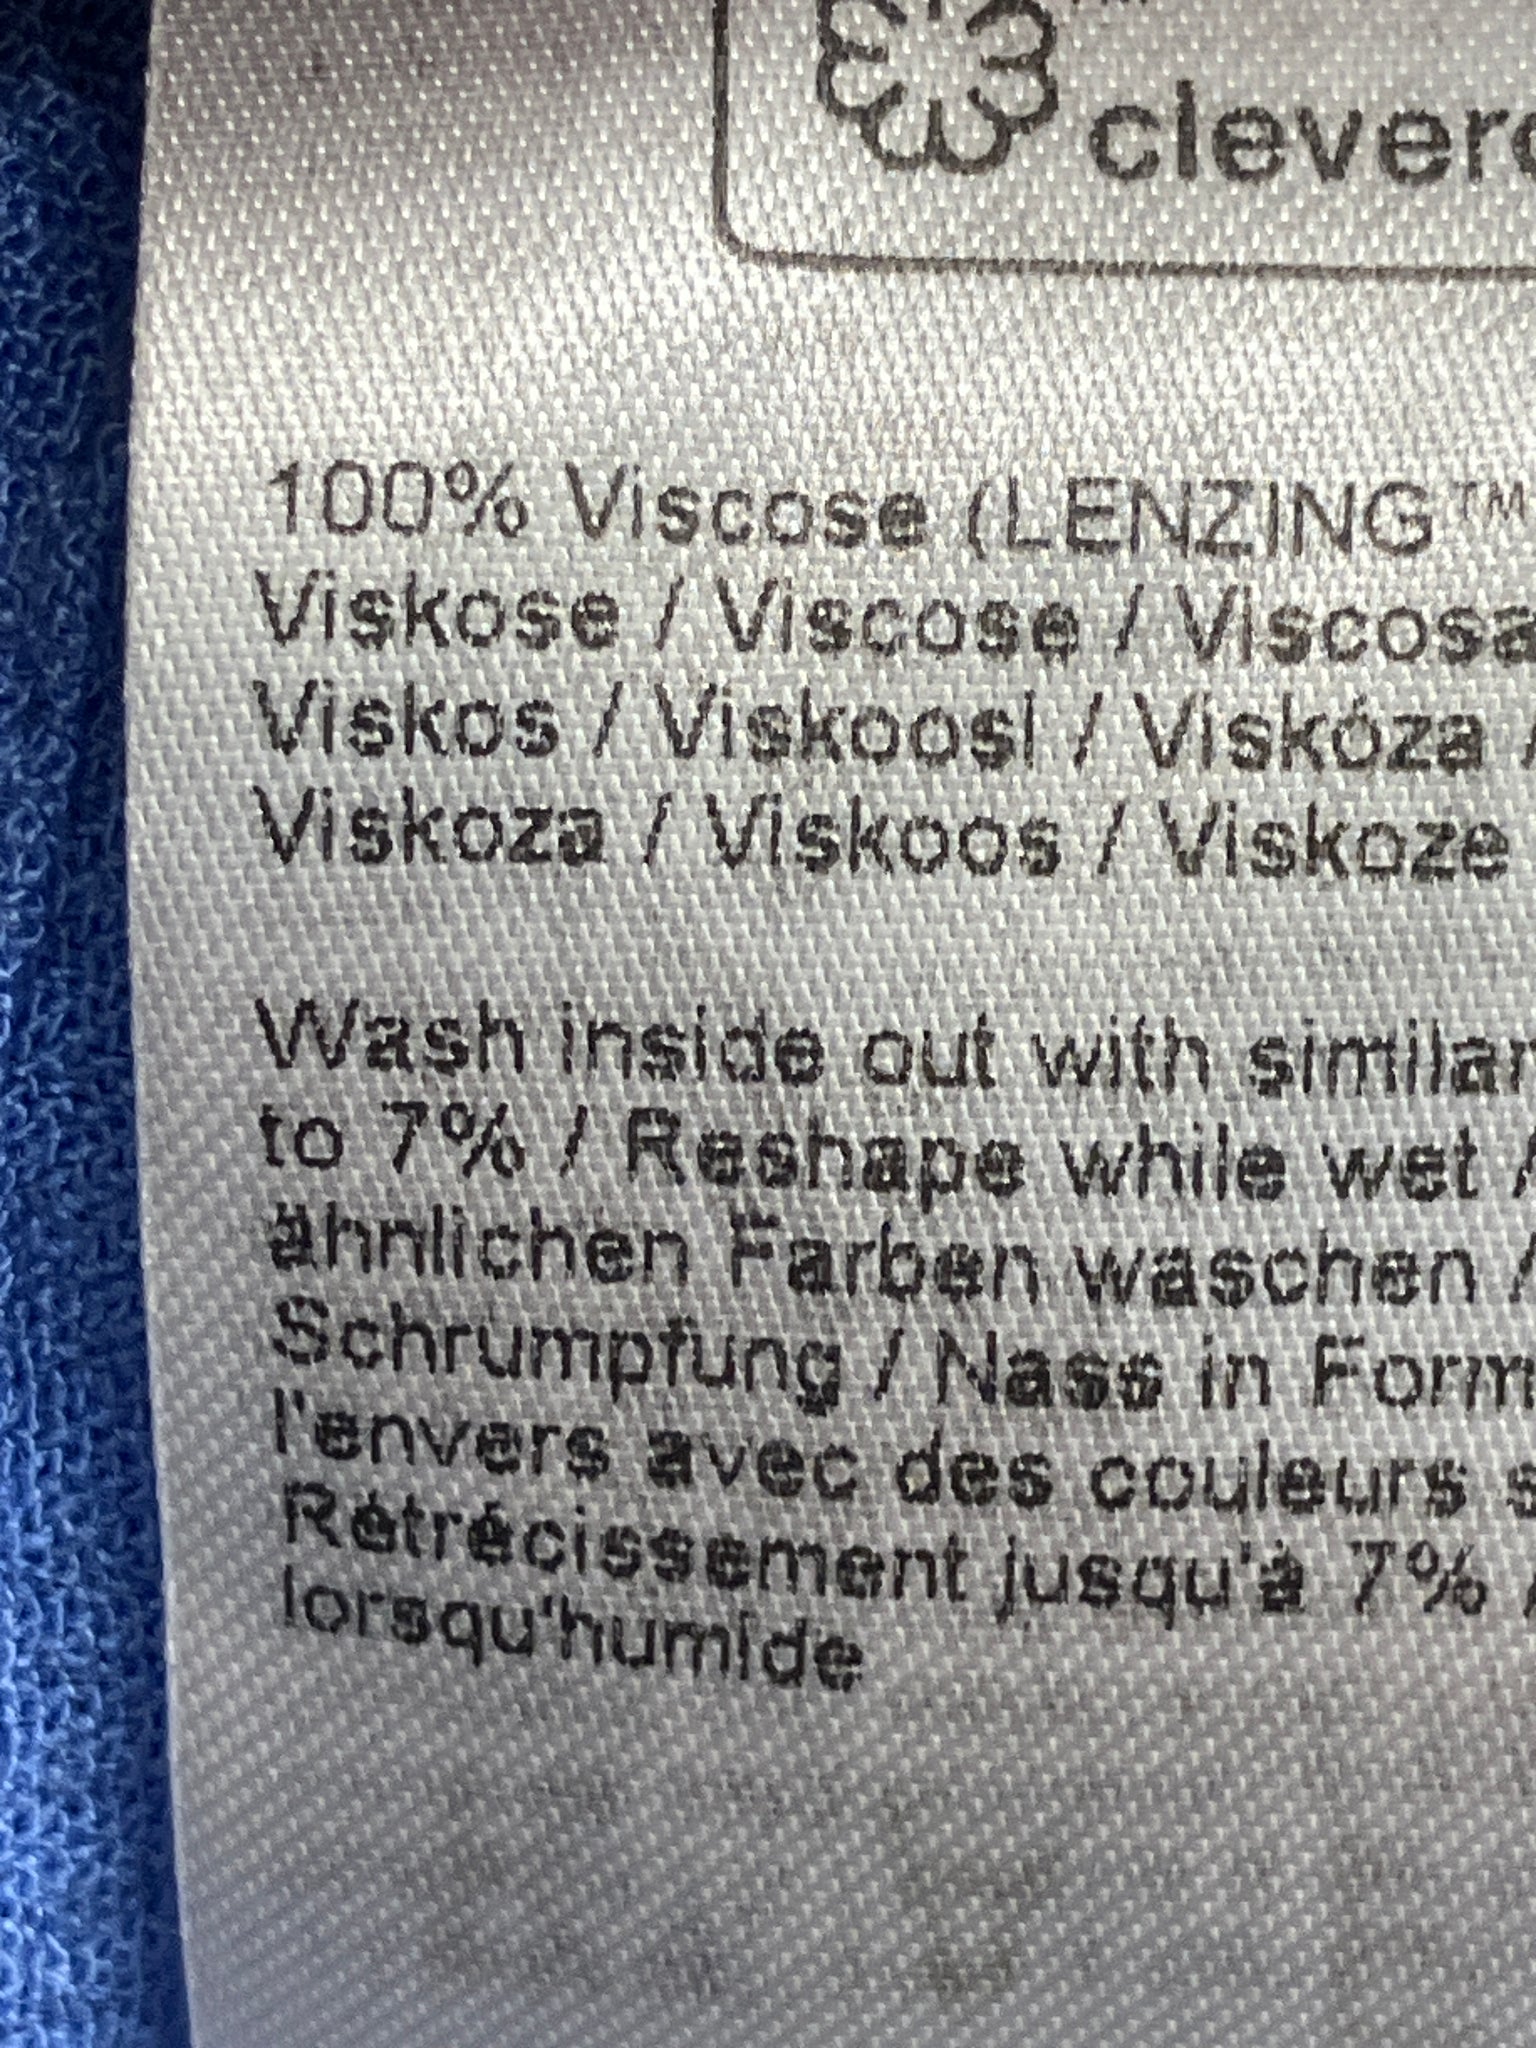 100% Viscose (LENZING™
Viskose / Viscose / Viscosa
Viskos / Viskoosi / Viskóza
Viskoza / Viskoos / Viskoze
Wash inside out with similar
to 7% / Reshape while wet /
ähnlichen Farben waschen /
Schrumpfung / Nass in Form
l'envers avec des couleurs
Rétrécissement jusqu'à 7% /
lorsqu'humide